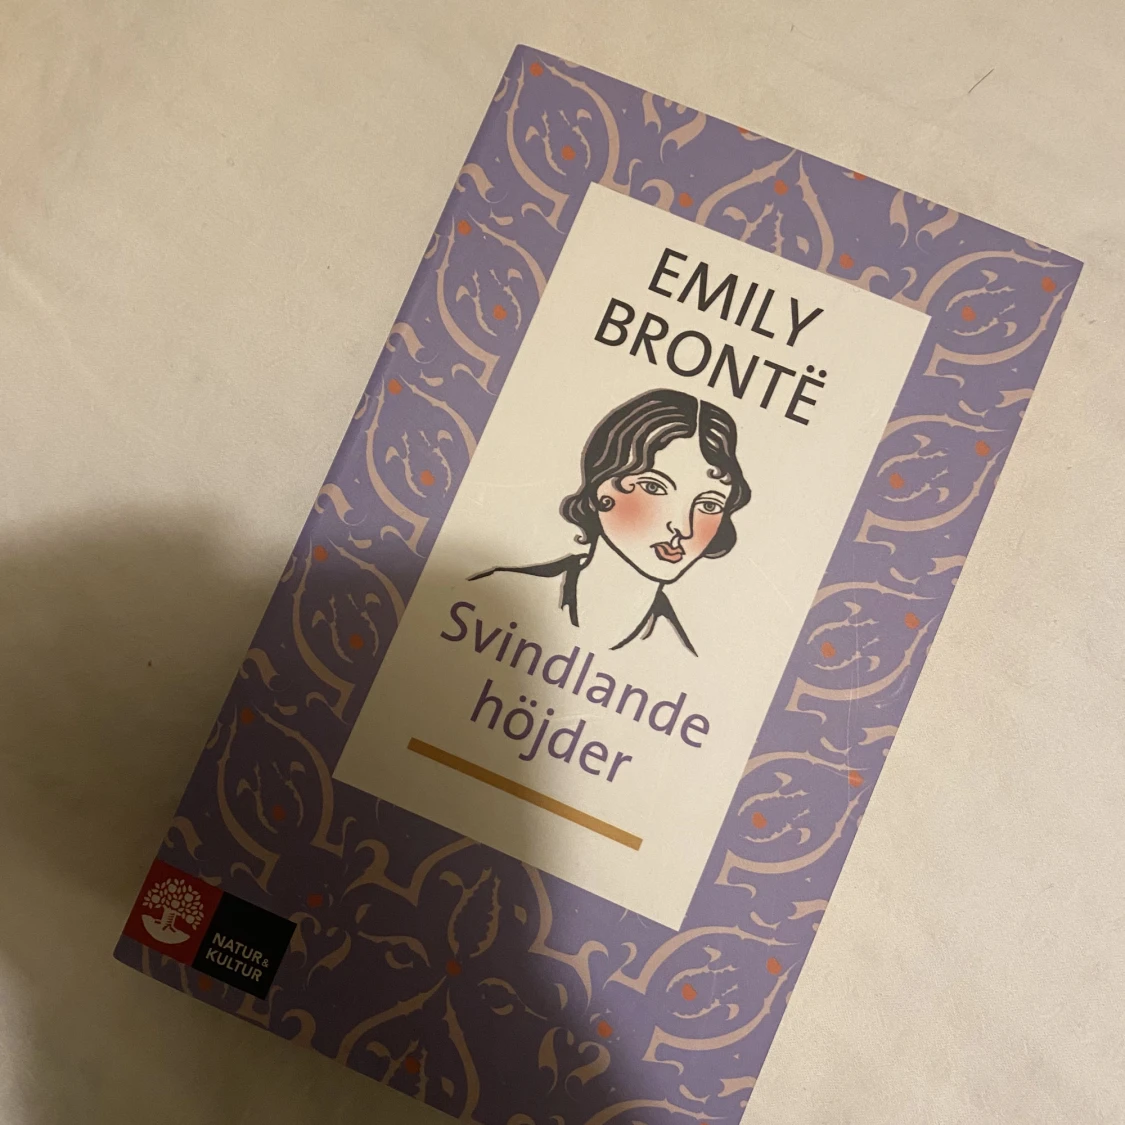 EMILY
BRONTË
Svindlande
höjder
NATUR&
KULTUR